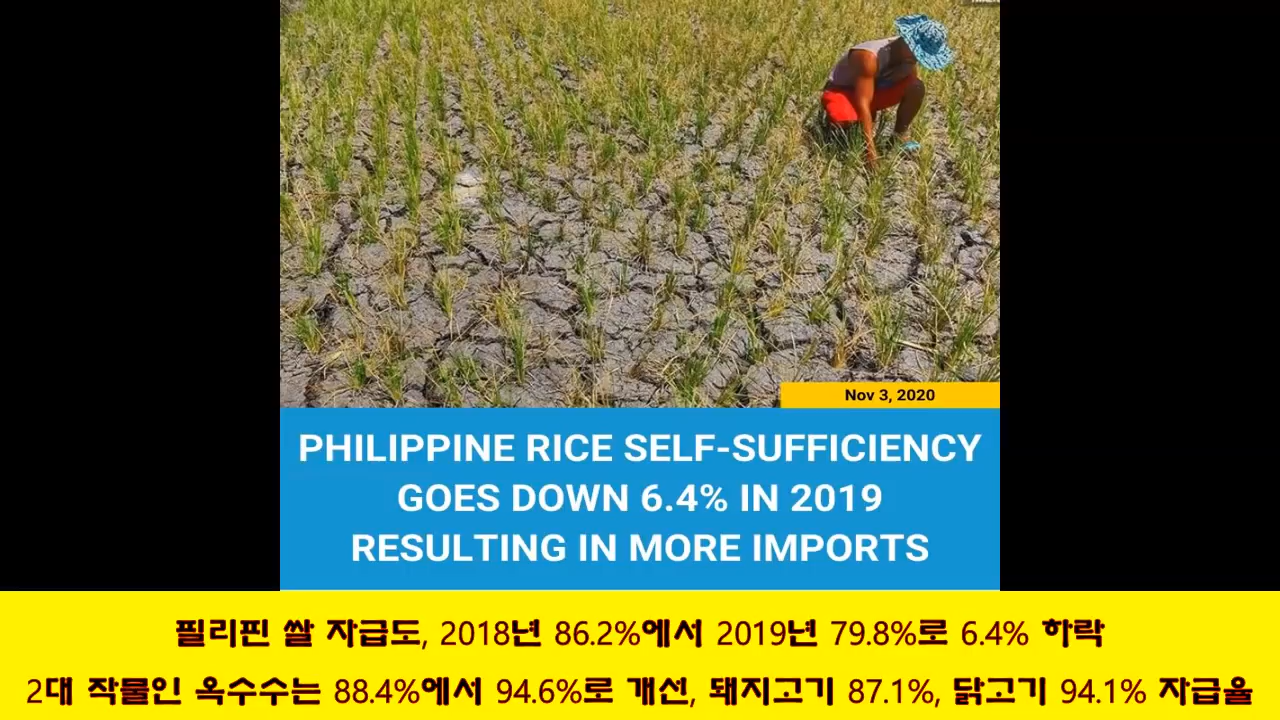 Nov 3, 2020
PHILIPPINE RICE SELF-SUFFICIENCY
GOES DOWN 6.4% IN 2019
RESULTING IN MORE IMPORTS
필리핀 쌀 자급도, 2018년 86.2%에서 2019년 79.8%로 6.4% 하락
2대 작물인 옥수수는 88.4%에서 94.6%로 개선, 돼지고기 87.1%, 닭고기 94.1% 자급율